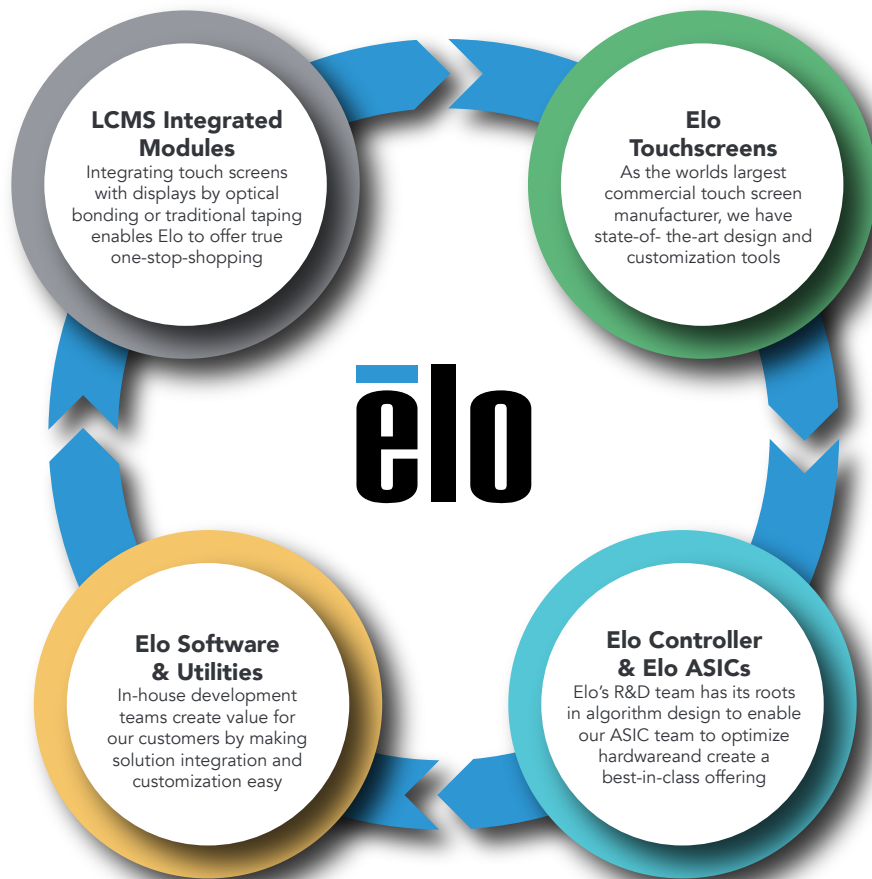 LCMS Integrated
Modules
Integrating touch screens
with displays by optical
bonding or traditional taping
enables Elo to offer true
one-stop-shopping
Elo
Touchscreens
As the worlds largest
commercial touch screen
manufacturer, we have
state-of- the-art design and
customization tools
ēlo
Elo Software
& Utilities
In-house development
teams create value for
our customers by making
solution integration and
customization easy
Elo Controller
& Elo ASICs
Elo’s R&D team has its roots
in algorithm design to enable
our ASIC team to optimize
hardwareand create a
best-in-class offering